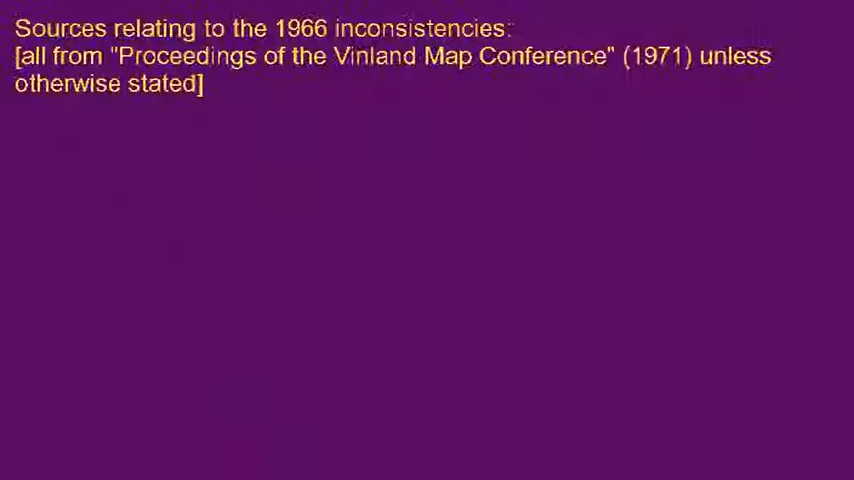 Sources relating to the 1966 inconsistencies:
[all from "Proceedings of the Vinland Map Conference" (1971) unless
otherwise stated]